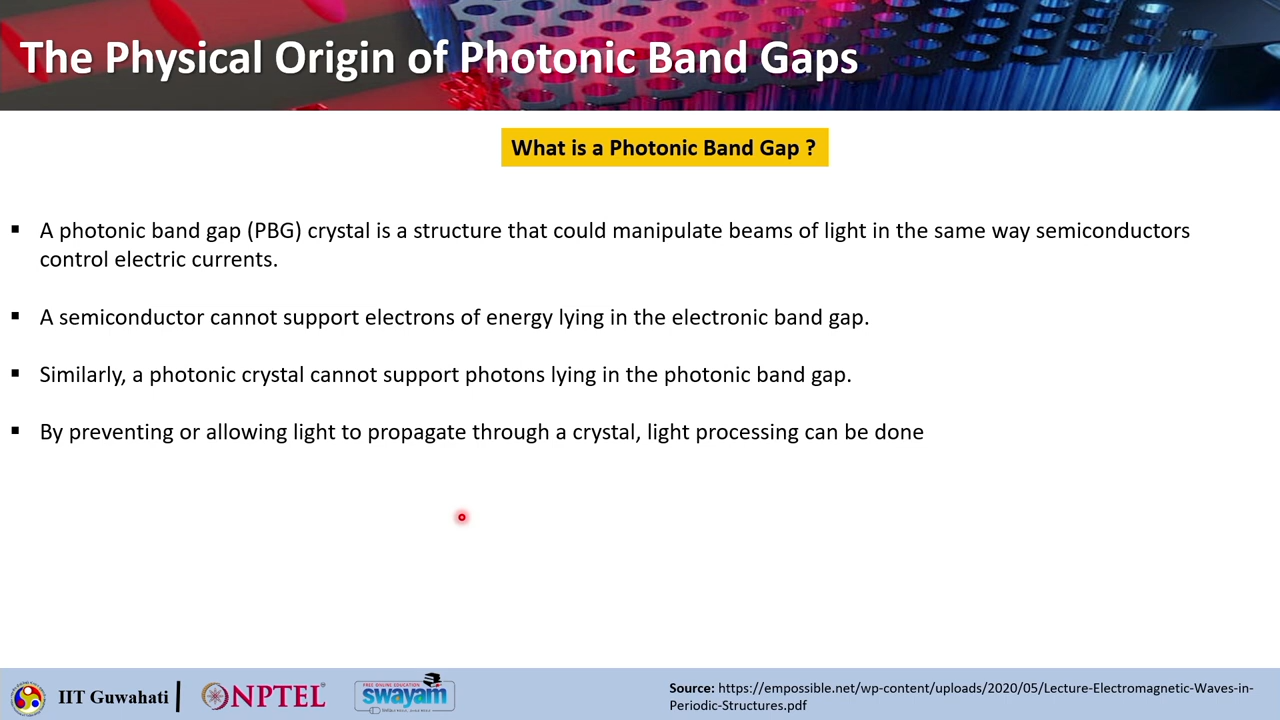 The Physical Origin of Photonic Band Gaps
What is a Photonic Band Gap ?
▪ A photonic band gap (PBG) crystal is a structure that could manipulate beams of light in the same way semiconductors
control electric currents.
▪ A semiconductor cannot support electrons of energy lying in the electronic band gap.
▪ Similarly, a photonic crystal cannot support photons lying in the photonic band gap.
▪ By preventing or allowing light to propagate through a crystal, light processing can be done
IIT Guwahati
NPTEL
FREE ONLINE EDUCATION
swayam
Source: https://empossible.net/wp-content/uploads/2020/05/Lecture-Electromagnetic-Waves-in-
Periodic-Structures.pdf